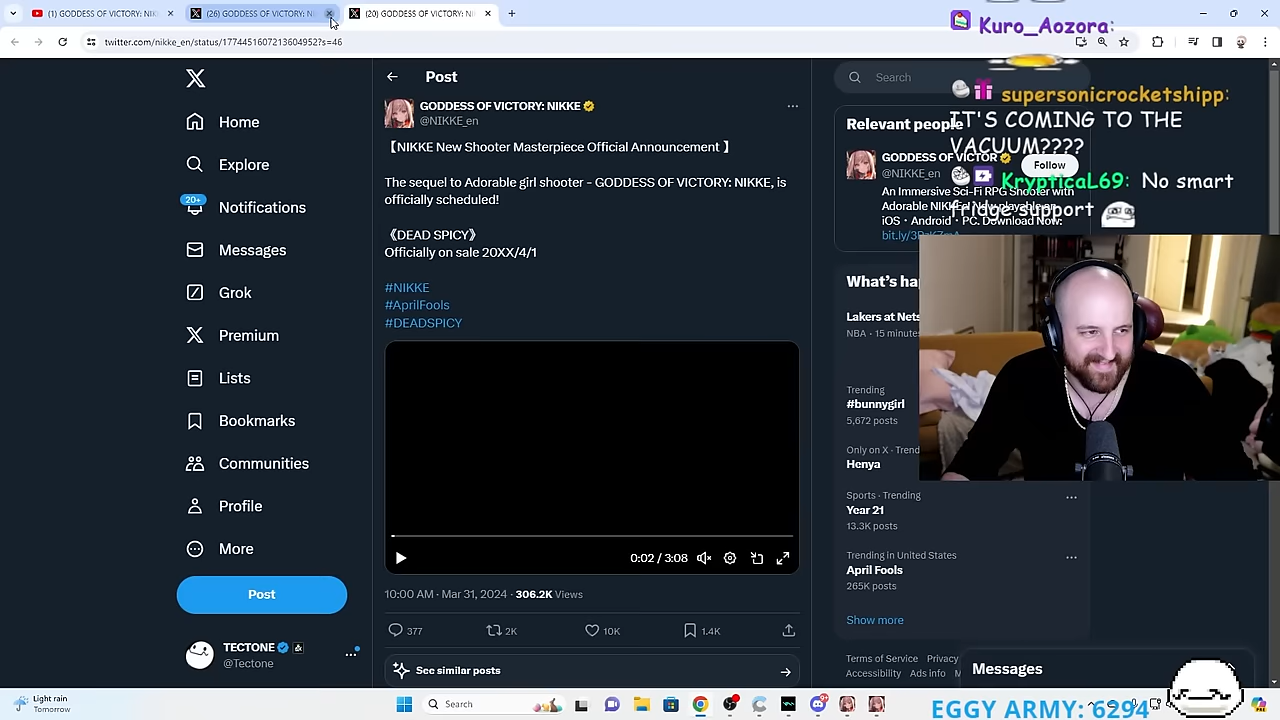 (1) GODDESS OF VICTORY: NIK
(26) GODDESS OF VICTORY: NI
(20) GODDESS OF VICTORY: N
twitter.com/nikke_en/status/1774451607213604952?s=46
Kuro_Aozora:
supersonicrocketshipp:
IT'S COMING TO THE
VACUUM????
KrypticaL69: No smart
fridge support
Home
Explore
20+
Notifications
Messages
Grok
Premium
Lists
Bookmarks
Communities
Profile
More
Post
TECTONE
@Tectone
Post
GODDESS OF VICTORY: NIKKE
@NIKKE_en
【NIKKE New Shooter Masterpiece Official Announcement 】
The sequel to Adorable girl shooter - GODDESS OF VICTORY: NIKKE, is
officially scheduled!
《DEAD SPICY》
Officially on sale 20XX/4/1
#NIKKE
#AprilFools
#DEADSPICY
0:02 / 3:08
10:00 AM · Mar 31, 2024 · 306.2K Views
377
2K
10K
1.4K
See similar posts
Search
Relevant people
GODDESS OF VICTOR
@NIKKE_en
Follow
An Immersive Sci-Fi RPG Shooter with
Adorable NIKKEs! Now playable on
iOS・Android・PC. Download Now:
What's ha
Lakers at Nets
NBA · 15 minutes
Trending
#bunnygirl
5,672 posts
Only on X · Trend
Henya
Sports · Trending
Year 21
13.3K posts
Trending in United States
April Fools
265K posts
Show more
Terms of Service Privacy
Accessibility Ads info
Messages
Light rain
Tomorrow
Search
EGGY ARMY: 6294